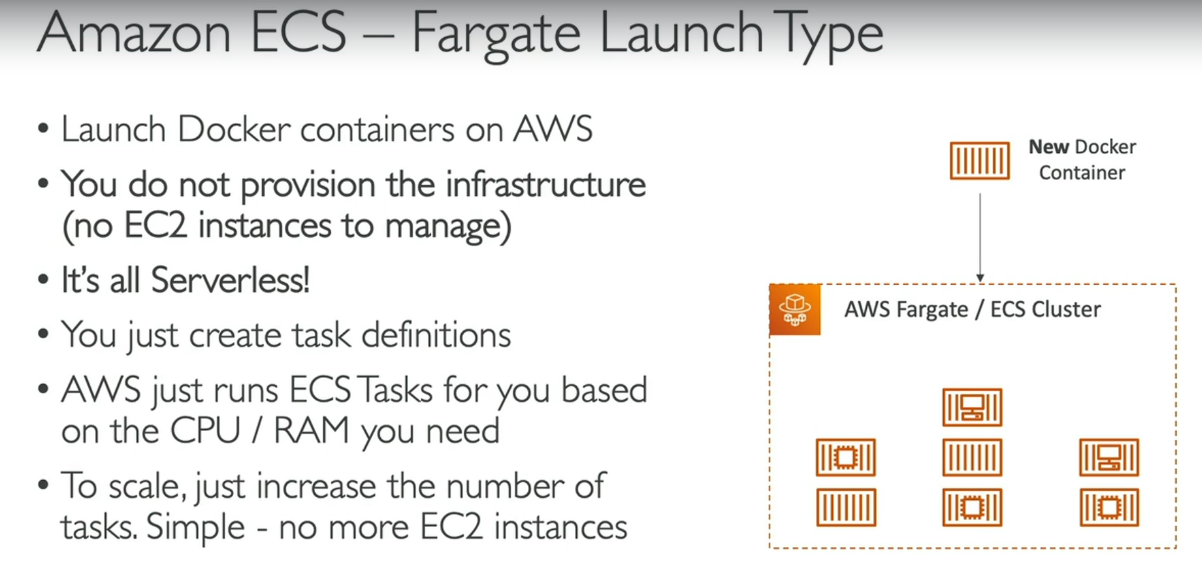 Amazon ECS – Fargate Launch Type
• Launch Docker containers on AWS
• You do not provision the infrastructure
(no EC2 instances to manage)
• It's all Serverless!
• You just create task definitions
• AWS just runs ECS Tasks for you based
on the CPU / RAM you need
• To scale, just increase the number of
tasks. Simple - no more EC2 instances
New Docker
Container
AWS Fargate / ECS Cluster